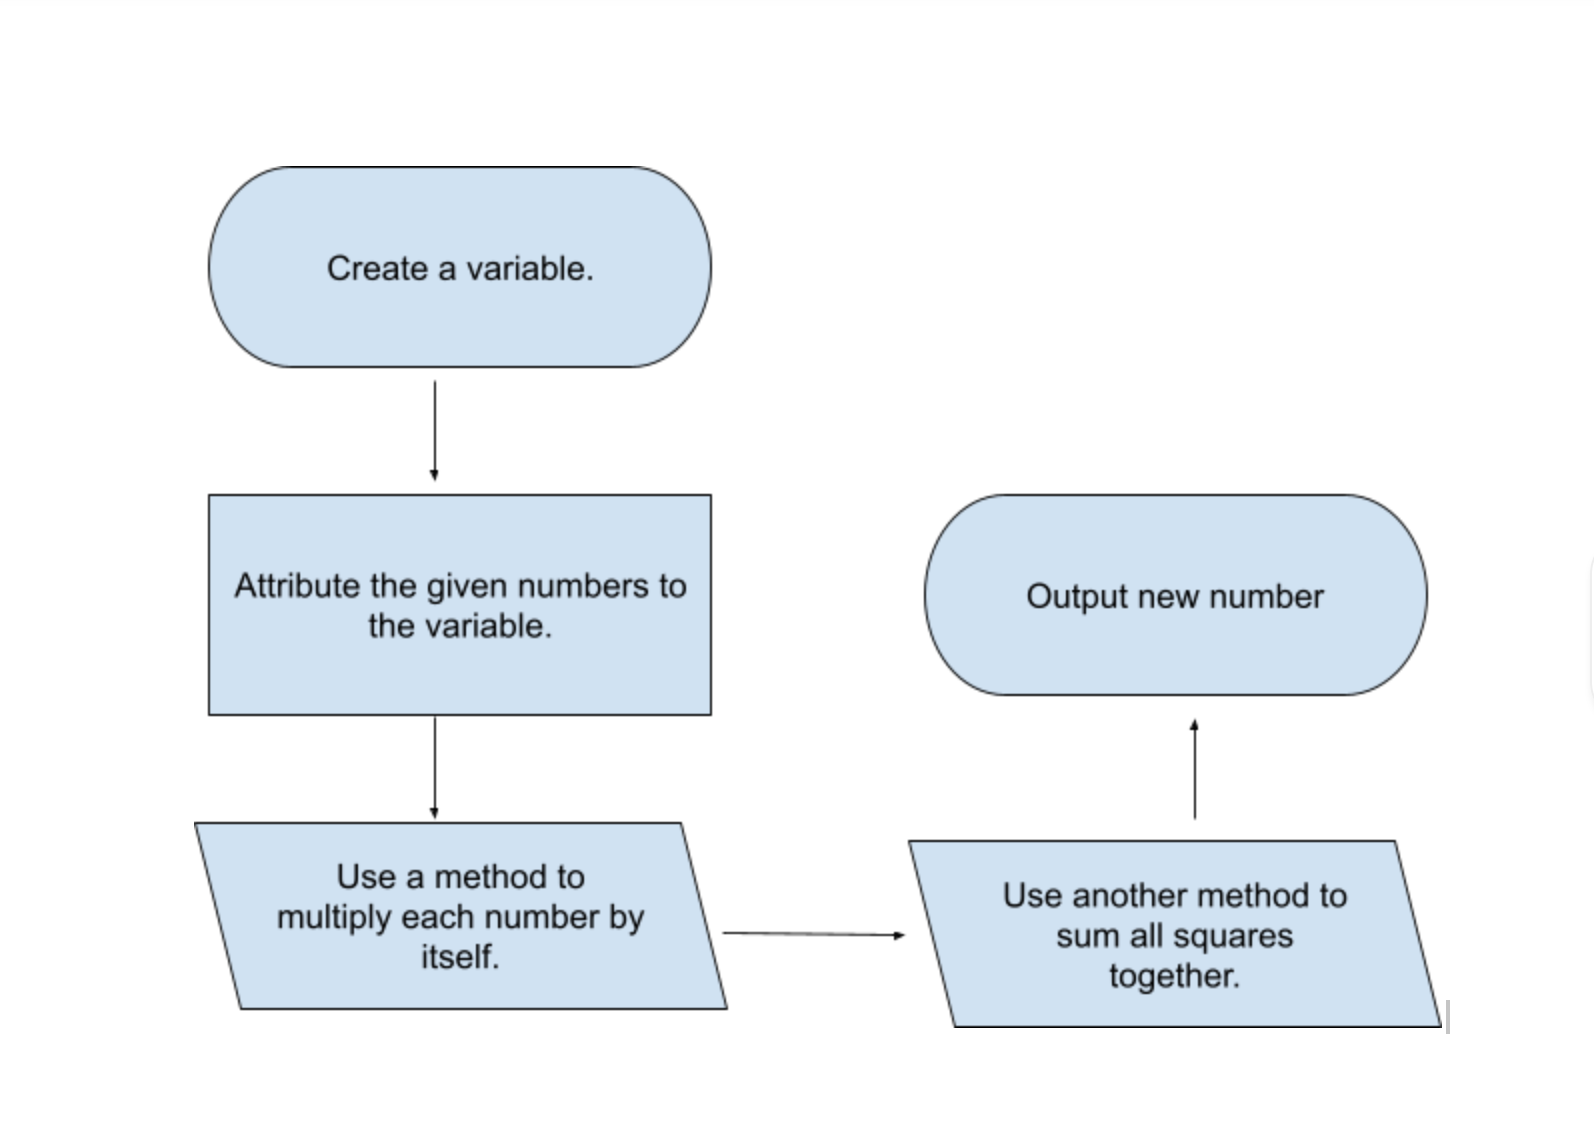 Create a variable.
Attribute the given numbers to
the variable.
Use a method to
multiply each number by
itself.
Use another method to
sum all squares
together.
Output new number